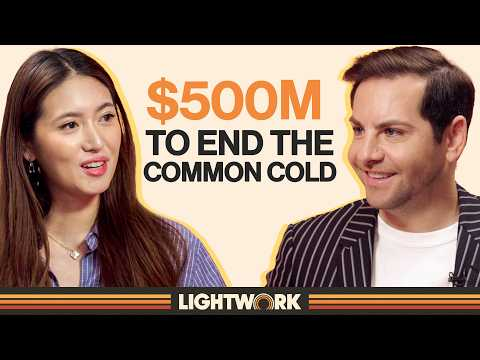 $500M
TO END THE
COMMON COLD
LIGHTWORK